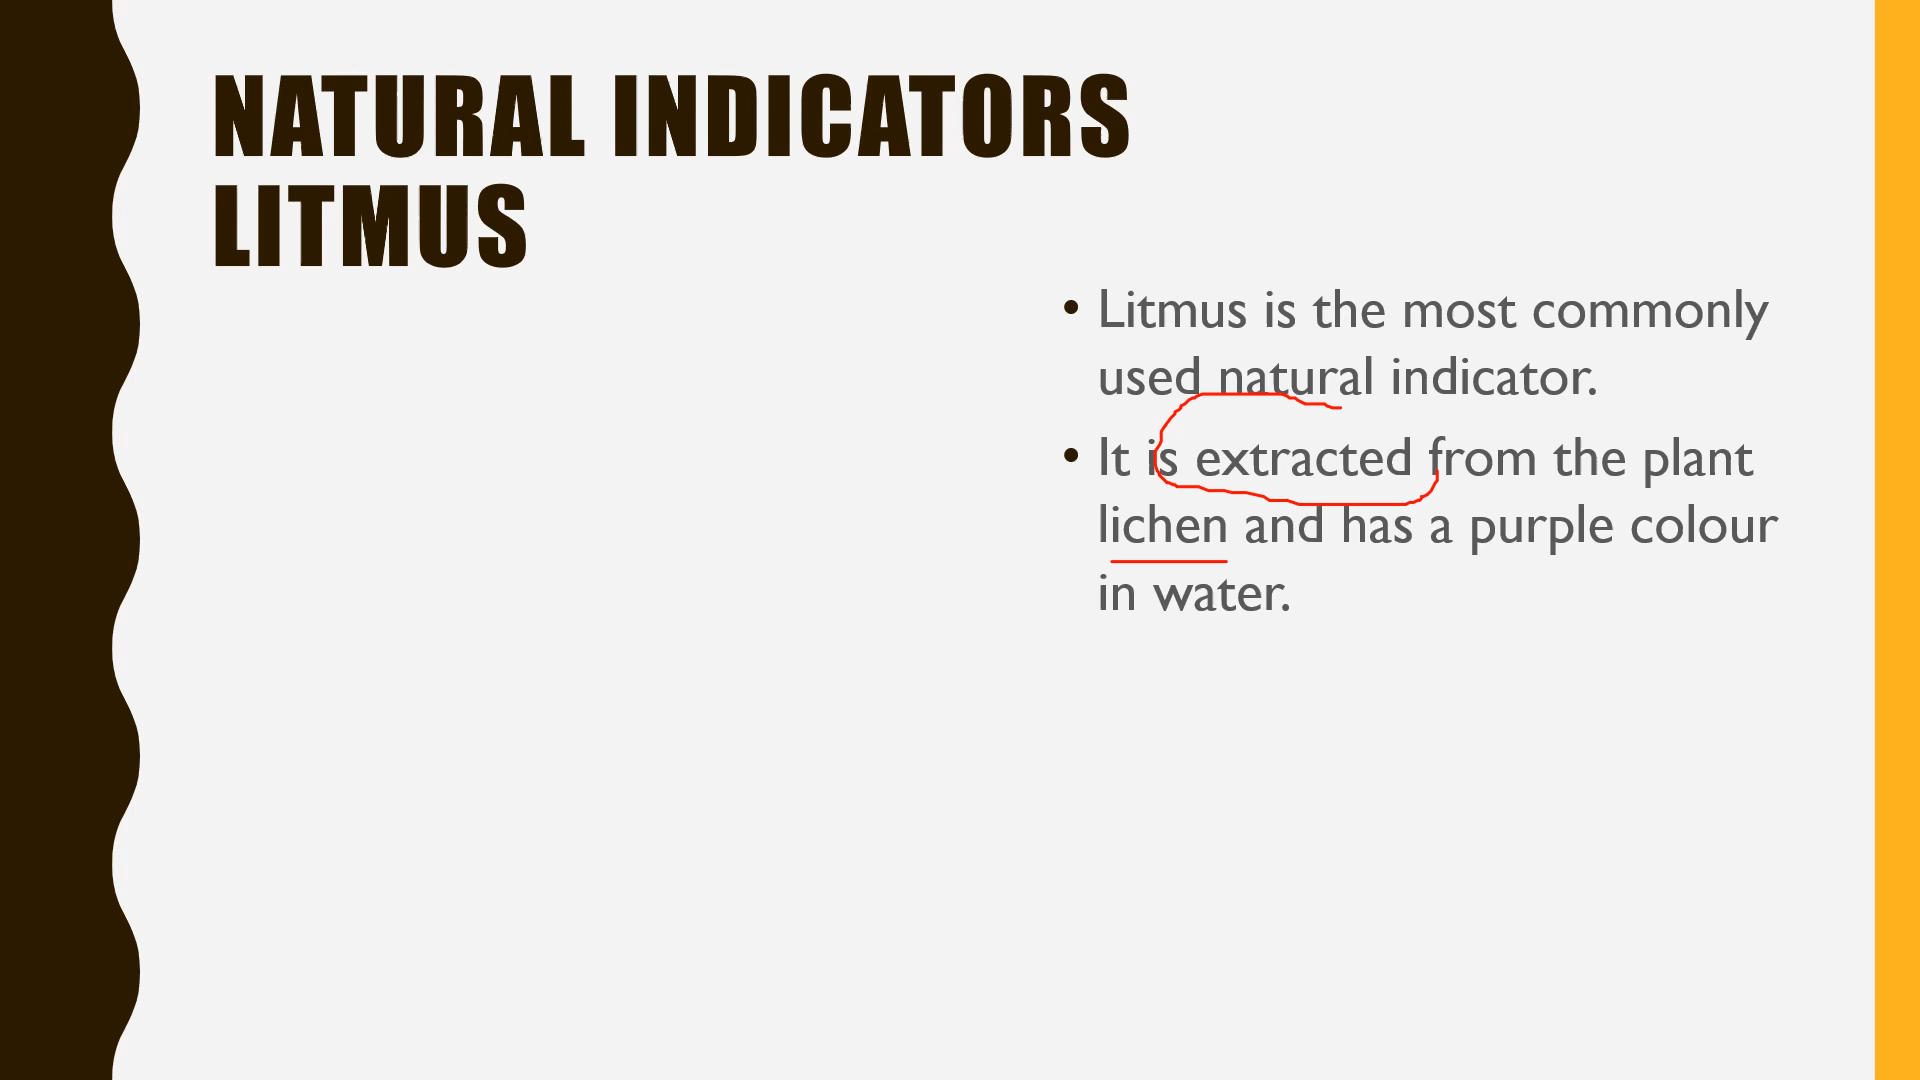 NATURAL INDICATORS
LITMUS
• Litmus is the most commonly
used natural indicator.
• It is extracted from the plant
lichen and has a purple colour
in water.